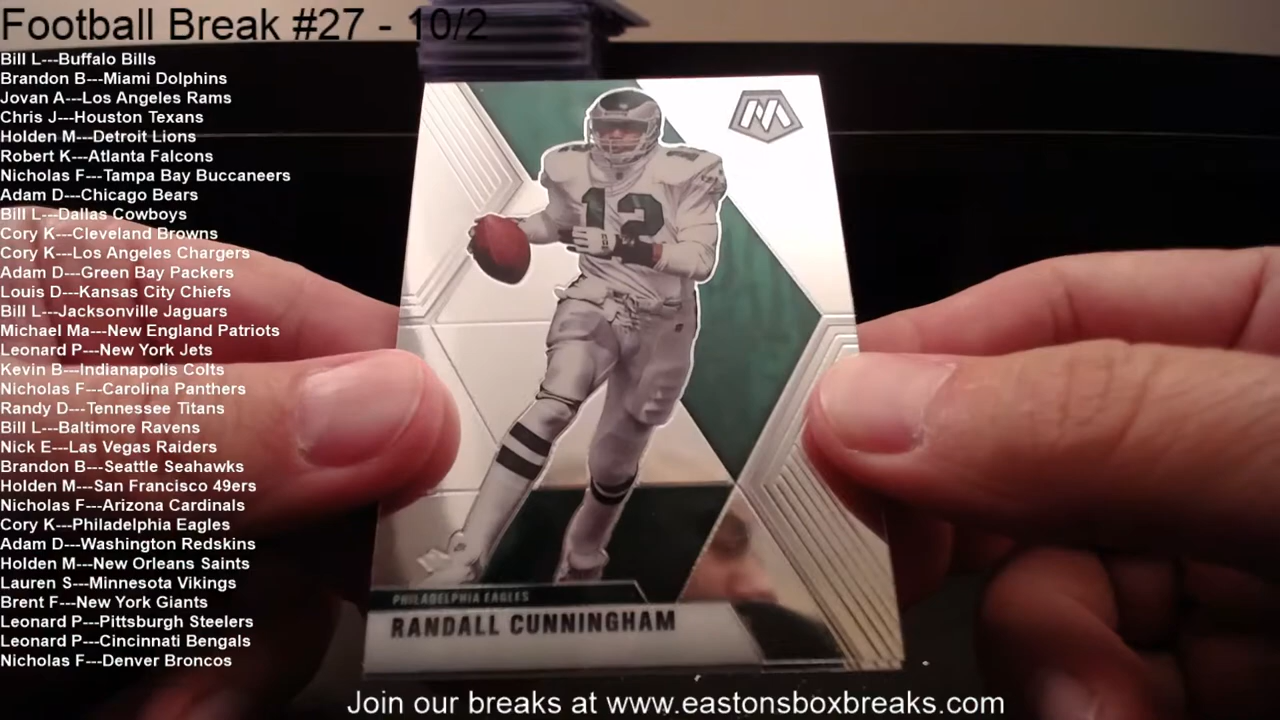 Football Break #27 - 10/2
Bill L---Buffalo Bills
Brandon B---Miami Dolphins
Jovan A---Los Angeles Rams
Chris J---Houston Texans
Holden M---Detroit Lions
Robert K---Atlanta Falcons
Nicholas F---Tampa Bay Buccaneers
Adam D---Chicago Bears
Bill L---Dallas Cowboys
Cory K---Cleveland Browns
Cory K---Los Angeles Chargers
Adam D---Green Bay Packers
Louis D---Kansas City Chiefs
Bill L---Jacksonville Jaguars
Michael Ma---New England Patriots
Leonard P---New York Jets
Kevin B---Indianapolis Colts
Nicholas F---Carolina Panthers
Randy D---Tennessee Titans
Bill L---Baltimore Ravens
Nick E---Las Vegas Raiders
Brandon B---Seattle Seahawks
Holden M---San Francisco 49ers
Nicholas F---Arizona Cardinals
Cory K---Philadelphia Eagles
Adam D---Washington Redskins
Holden M---New Orleans Saints
Lauren S---Minnesota Vikings
Brent F---New York Giants
Leonard P---Pittsburgh Steelers
Leonard P---Cincinnati Bengals
Nicholas F---Denver Broncos
M
12
PHILADELPHIA EAGLES
RANDALL CUNNINGHAM
Join our breaks at www.eastonsboxbreaks.com